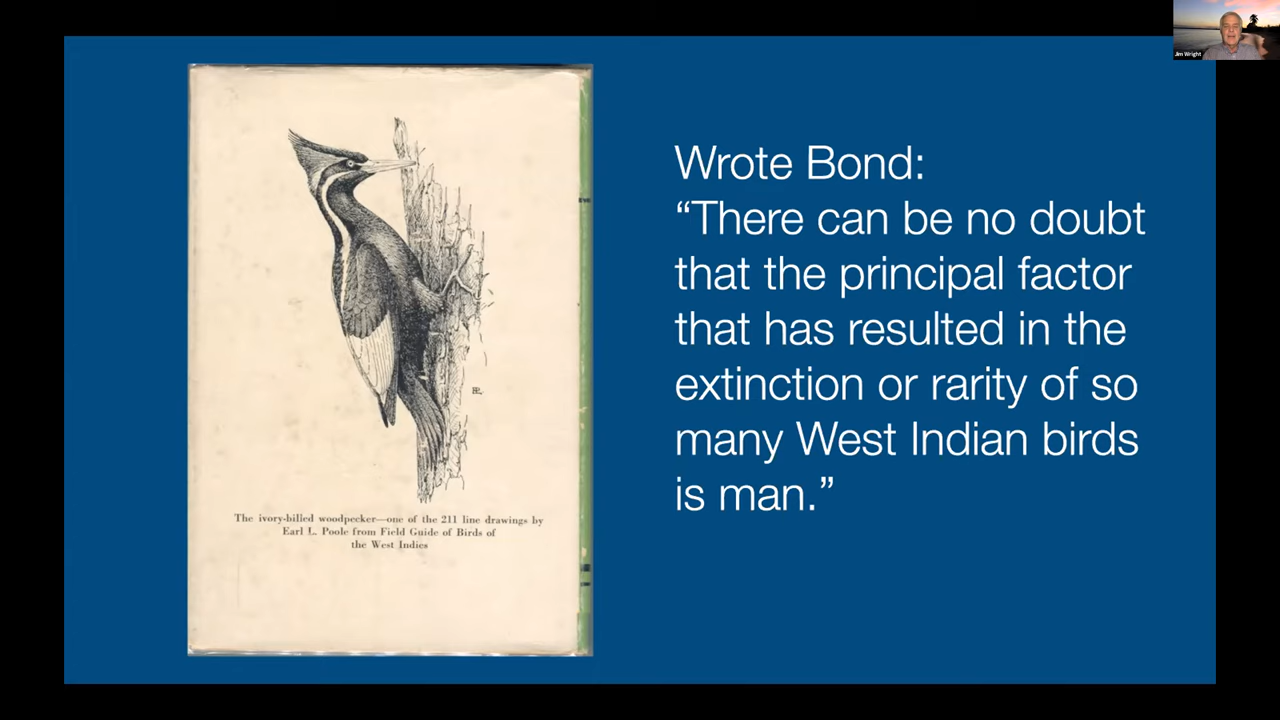 Jim Wright
Wrote Bond:
“There can be no doubt
that the principal factor
that has resulted in the
extinction or rarity of so
many West Indian birds
is man.”
The ivory-billed woodpecker—one of the 211 line drawings by
Earl L. Poole from Field Guide of Birds of
the West Indies